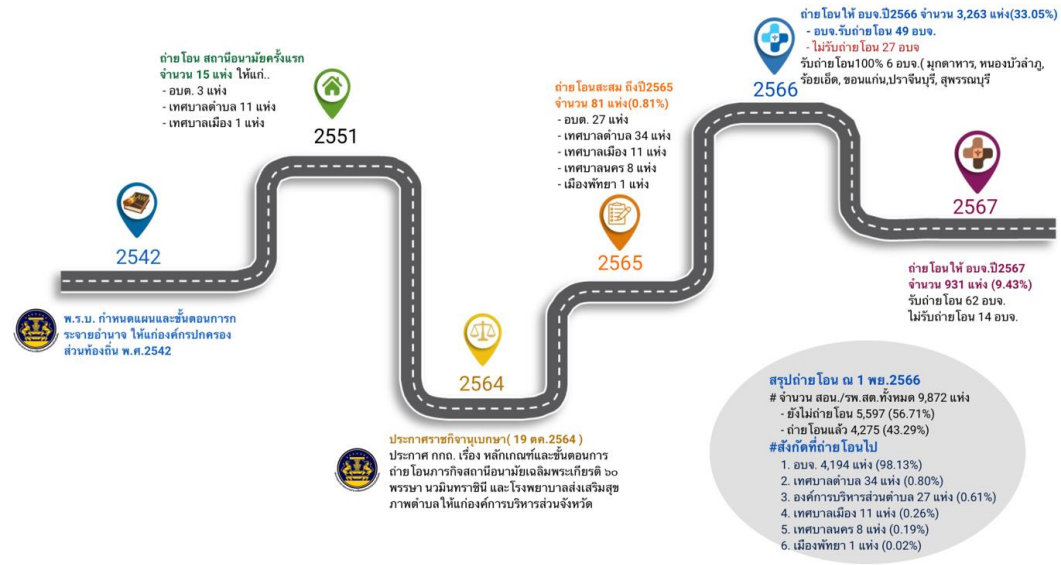 ถ่ายโอน สถานีอนามัยครั้งแรก
จำนวน 15 แห่ง ให้แก่..
- อบต. 3 แห่ง
- เทศบาลตำบล 11 แห่ง
- เทศบาลเมือง 1 แห่ง
2551
2542
พ.ร.บ. กำหนดแผนและขั้นตอนการก
ระจายอำนาจ ให้แก่องค์กรปกครอง
ส่วนท้องถิ่น พ.ศ.2542
2564
ประกาศราชกิจานุเบกษา( 19 ตค.2564 )
ประกาศ กกถ. เรื่อง หลักเกณฑ์และขั้นตอนการ
ถ่ายโอนภารกิจสถานีอนามัยเฉลิมพระเกียรติ ๖๐
พรรษา นวมินทราชินี และโรงพยาบาลส่งเสริมสุข
ภาพตำบล ให้แก่องค์การบริหารส่วนจังหวัด
ถ่ายโอนสะสม ถึงปี2565
จำนวน 81 แห่ง(0.81%)
- อบต. 27 แห่ง
- เทศบาลตำบล 34 แห่ง
- เทศบาลเมือง 11 แห่ง
- เทศบาลนคร 8 แห่ง
- เมืองพัทยา 1 แห่ง
2565
ถ่ายโอนให้ อบจ.ปี2566 จำนวน 3,263 แห่ง(33.05%)
- อบจ.รับถ่ายโอน 49 อบจ.
- ไม่รับถ่ายโอน 27 อบจ
รับถ่ายโอน100% 6 อบจ.( มุกดาหาร, หนองบัวลำภู,
ร้อยเอ็ด, ขอนแก่น,ปราจีนบุรี, สุพรรณบุรี
2566
2567
ถ่ายโอนให้ อบจ.ปี2567
จำนวน 931 แห่ง (9.43%)
รับถ่ายโอน 62 อบจ.
ไม่รับถ่ายโอน 14 อบจ.
สรุปถ่ายโอน ณ 1 พย.2566
# จำนวน สอน./รพ.สต.ทั้งหมด 9,872 แห่ง
- ยังไม่ถ่ายโอน 5,597 (56.71%)
- ถ่ายโอนแล้ว 4,275 (43.29%)
#สังกัดที่ถ่ายโอนไป
1. อบจ. 4,194 แห่ง (98.13%)
2. เทศบาลตำบล 34 แห่ง (0.80%)
3. องค์การบริหารส่วนตำบล 27 แห่ง (0.61%)
4. เทศบาลเมือง 11 แห่ง (0.26%)
5. เทศบาลนคร 8 แห่ง (0.19%)
6. เมืองพัทยา 1 แห่ง (0.02%)